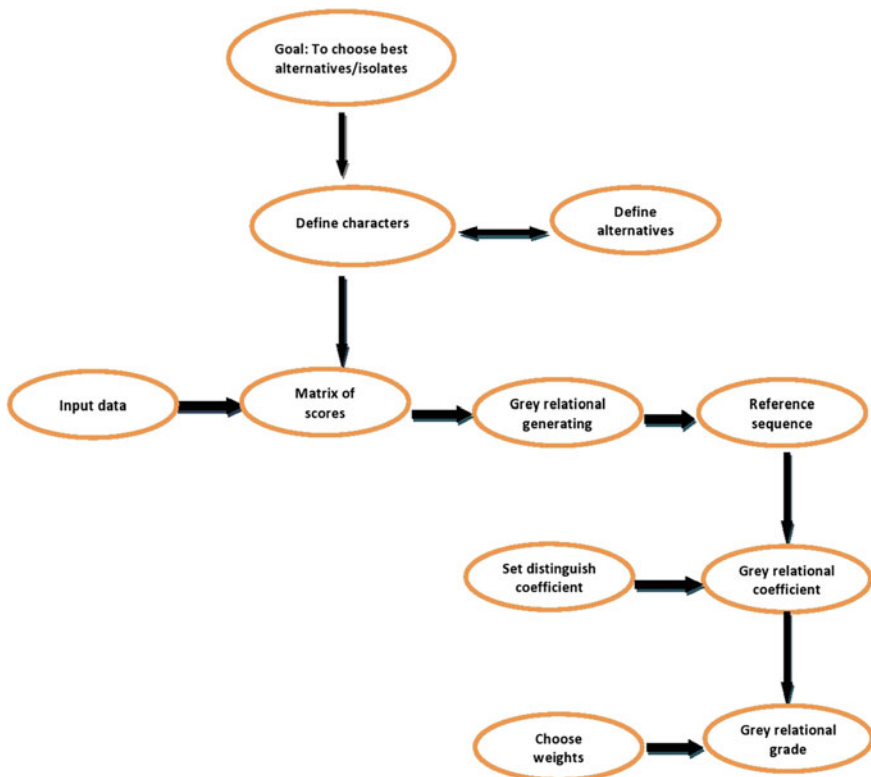 Goal: To choose best
alternatives/isolates
Define characters
Define
alternatives
Input data
Matrix of
scores
Grey relational
generating
Reference
sequence
Set distinguish
coefficient
Grey relational
coefficient
Choose
weights
Grey relational
grade